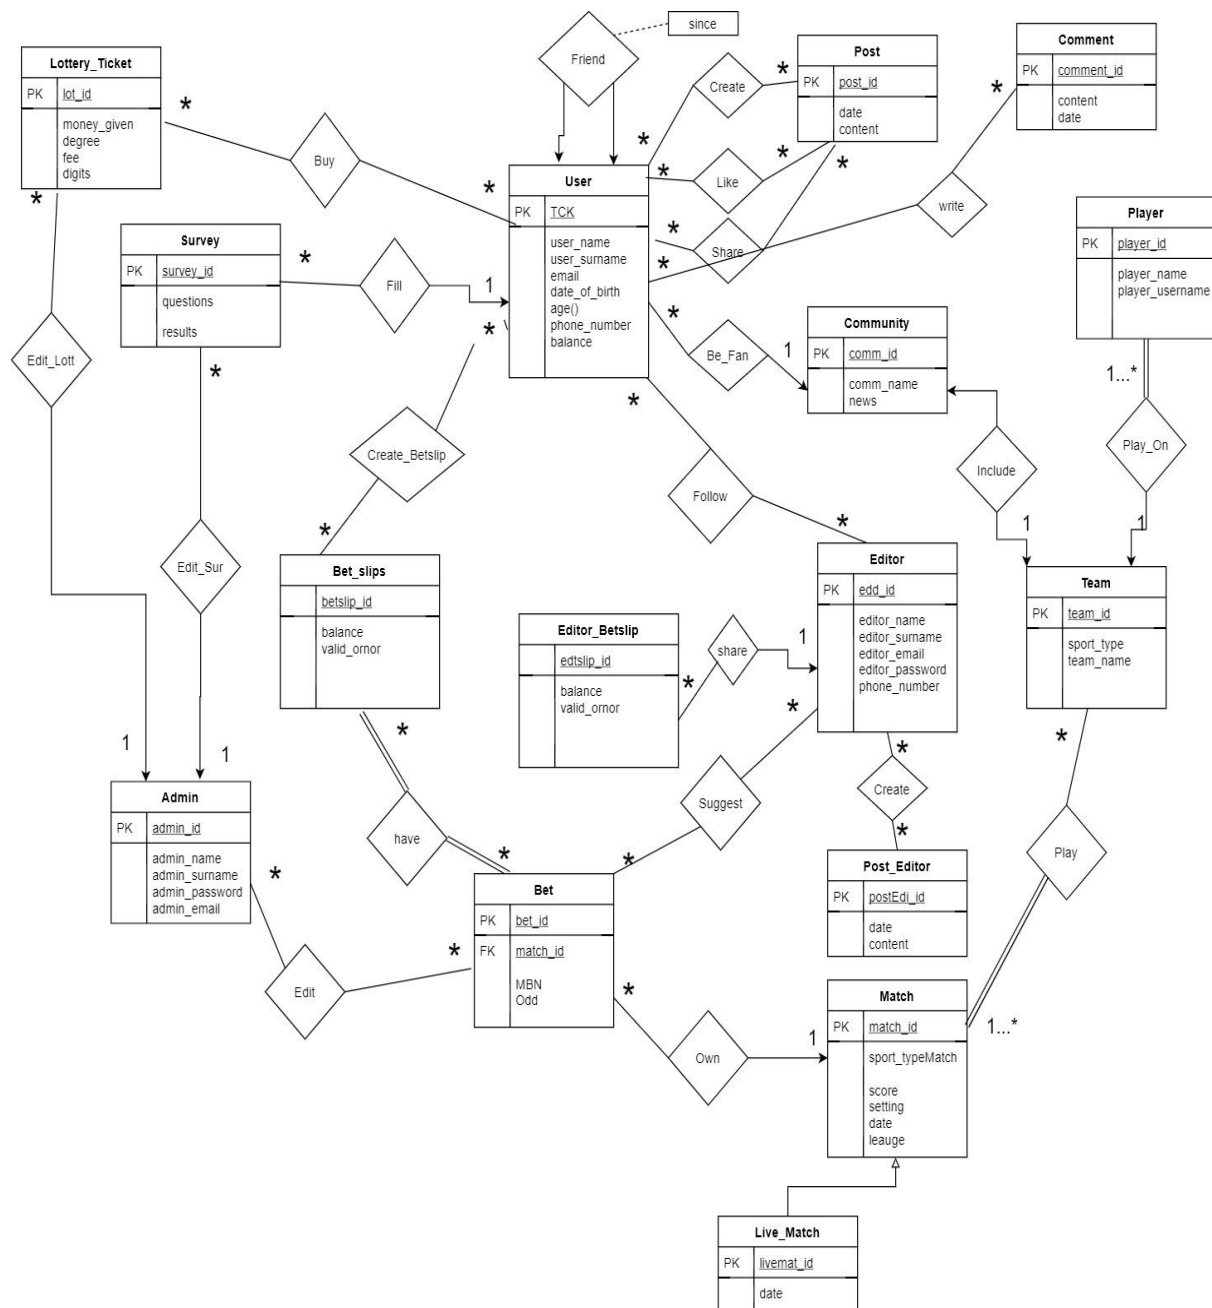 since
Friend
Lottery_Ticket
PK lot_id
money_given
degree
fee
digits
*
*
Buy
*
Create
*
*
Post
PK post_id
date
content
Like
*
*
Share
*
*
Comment
PK comment_id
content
date
*
write
*
User
PK TCK
user_name
user_surname
email
date_of_birth
age()
phone_number
balance
Survey
PK survey_id
questions
results
*
Fill
1
*
Edit_Lott
*
Be_Fan
1
*
Community
PK comm_id
comm_name
news
Player
PK player_id
player_name
player_username
1...*
Play_On
1
Include
1
Create_Betslip
*
*
Follow
*
Edit_Sur
Bet_slips
betslip_id
balance
valid_ornor
*
Editor_Betslip
edtslip_id
balance
valid_ornor
*
share
1
Editor
PK edd_id
editor_name
editor_surname
editor_email
editor_password
phone_number
*
*
Team
PK team_id
sport_type
team_name
*
1
1
Admin
PK admin_id
admin_name
admin_surname
admin_password
admin_email
*
have
*
Suggest
*
Create
*
Post_Editor
PK postEdi_id
date
content
Play
1...*
Bet
PK bet_id
FK match_id
MBN
Odd
*
*
Edit
Own
1
Match
PK match_id
sport_typeMatch
score
setting
date
leauge
Live_Match
PK livemat_id
date